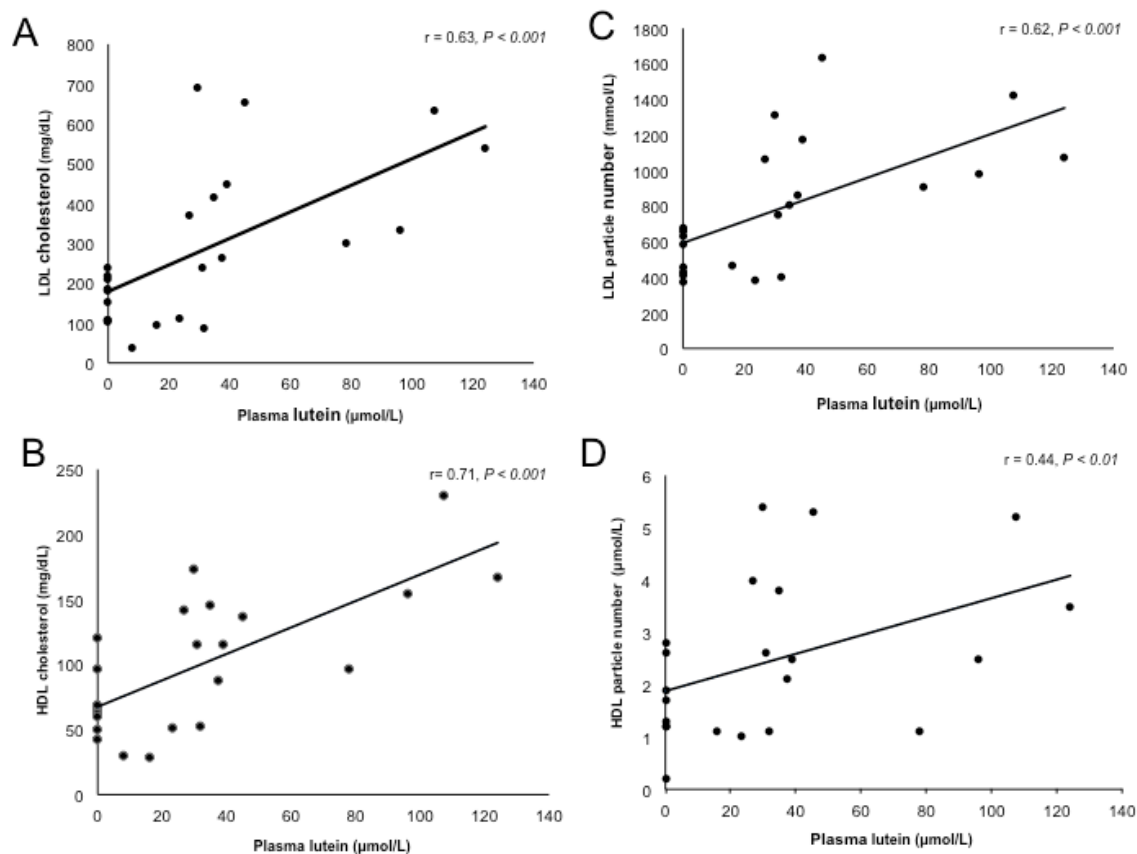 A
r = 0.63, P < 0.001
LDL cholesterol (mg/dL)
800
700
600
500
400
300
200
100
0
0 20 40 60 80 100 120 140
Plasma lutein (µmol/L)
C
r = 0.62, P < 0.001
LDL particle number (mmol/L)
1800
1600
1400
1200
1000
800
600
400
200
0
0 20 40 60 80 100 120 140
Plasma lutein (µmol/L)
B
r= 0.71, P < 0.001
HDL cholesterol (mg/dL)
250
200
150
100
50
0
0 20 40 60 80 100 120 140
Plasma lutein (µmol/L)
D
r = 0.44, P < 0.01
HDL particle number (µmol/L)
6
5
4
3
2
1
0
0 20 40 60 80 100 120 140
Plasma lutein (µmol/L)